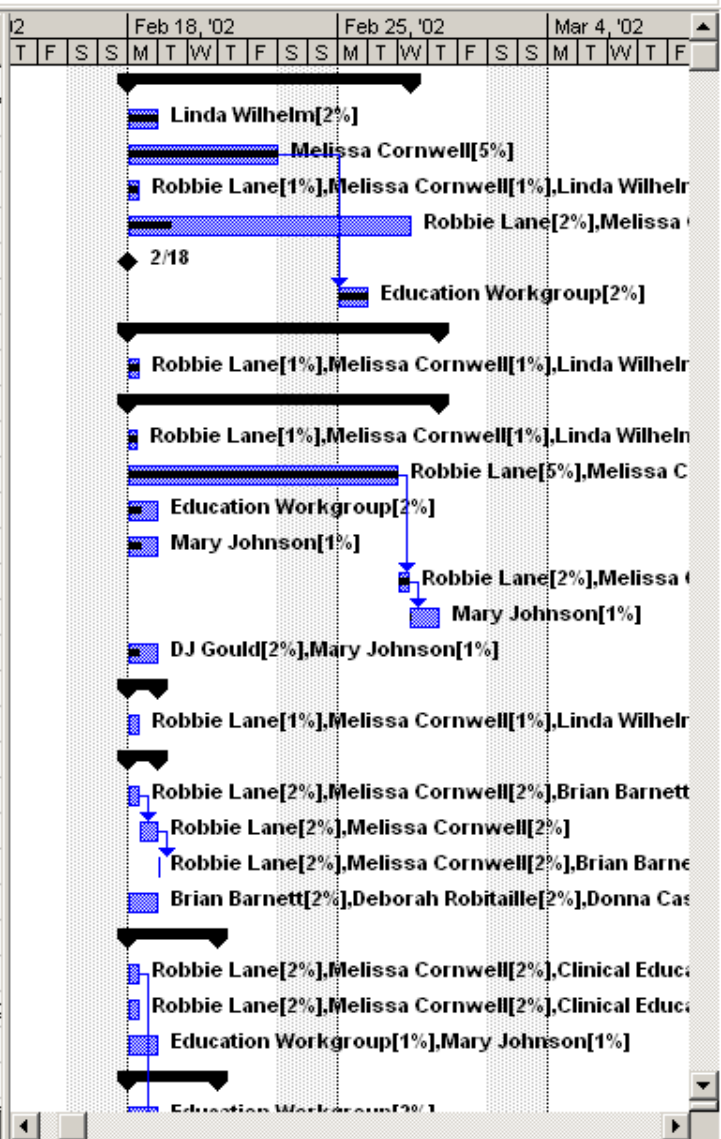 02 Feb 18, '02 Feb 25, '02 Mar 4, '02
T F S S M T W T F S S M T W T F S S M T W T F
Linda Wilhelm[2%]
Melissa Cornwell[5%]
Robbie Lane[1%],Melissa Cornwell[1%],Linda
Robbie Lane[2%],Melissa
2/18
Education Workgroup[2%]
Robbie Lane[1%],Melissa Cornwell[1%],Linda
Robbie Lane[1%],Melissa Cornwell[1%],Linda
Robbie Lane[5%],Melissa C
Education Workgroup[2%]
Mary Johnson[1%]
Robbie Lane[2%],Melissa
Mary Johnson[1%]
DJ Gould[2%],Mary Johnson[1%]
Robbie Lane[1%],Melissa Cornwell[1%],Linda
Robbie Lane[2%],Melissa Cornwell[2%],Brian Barnett
Robbie Lane[2%],Melissa Cornwell[2%]
Robbie Lane[2%],Melissa Cornwell[2%],Brian Barne
Brian Barnett[2%],Deborah Robitaille[2%],Donna Cas
Robbie Lane[2%],Melissa Cornwell[2%],Clinical Educa
Robbie Lane[2%],Melissa Cornwell[2%],Clinical Educa
Education Workgroup[1%],Mary Johnson[1%]
Education Workgroup[2%]